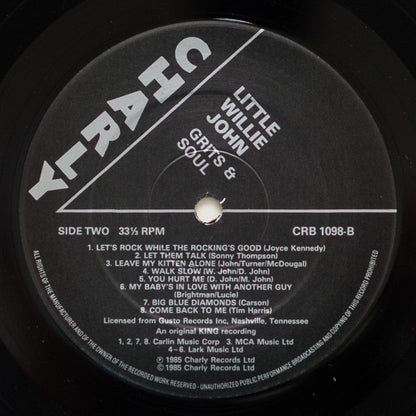 CHARLY
LITTLE
WILLIE
JOHN
GRITS &
SOUL
SIDE TWO 33⅓ RPM
CRB 1098-B
1. LET'S ROCK WHILE THE ROCKING'S GOOD (Joyce Kennedy)
2. LET THEM TALK (Sonny Thompson)
3. LEAVE MY KITTEN ALONE (John/Turner/McDougal)
4. WALK SLOW (W. John/D. John)
5. YOU HURT ME (D. John/M. John)
6. MY BABY'S IN LOVE WITH ANOTHER GUY
(Brightman/Lucie)
7. BIG BLUE DIAMONDS (Carson)
8. COME BACK TO ME (Tim Harris)
Licensed from Gusto Records Inc, Nashville, Tennessee
An original KING recording
1, 2, 7, 8. Carlin Music Corp 3. MCA Music Ltd
4–6. Lark Music Ltd
℗ 1985 Charly Records Ltd
© 1985 Charly Records Ltd
ALL RIGHTS OF THE MANUFACTURER AND OF THE OWNER OF THE RECORDED WORK RESERVED - UNAUTHORIZED PUBLIC PERFORMANCE BROADCASTING AND COPYING OF THIS RECORD PROHIBITED